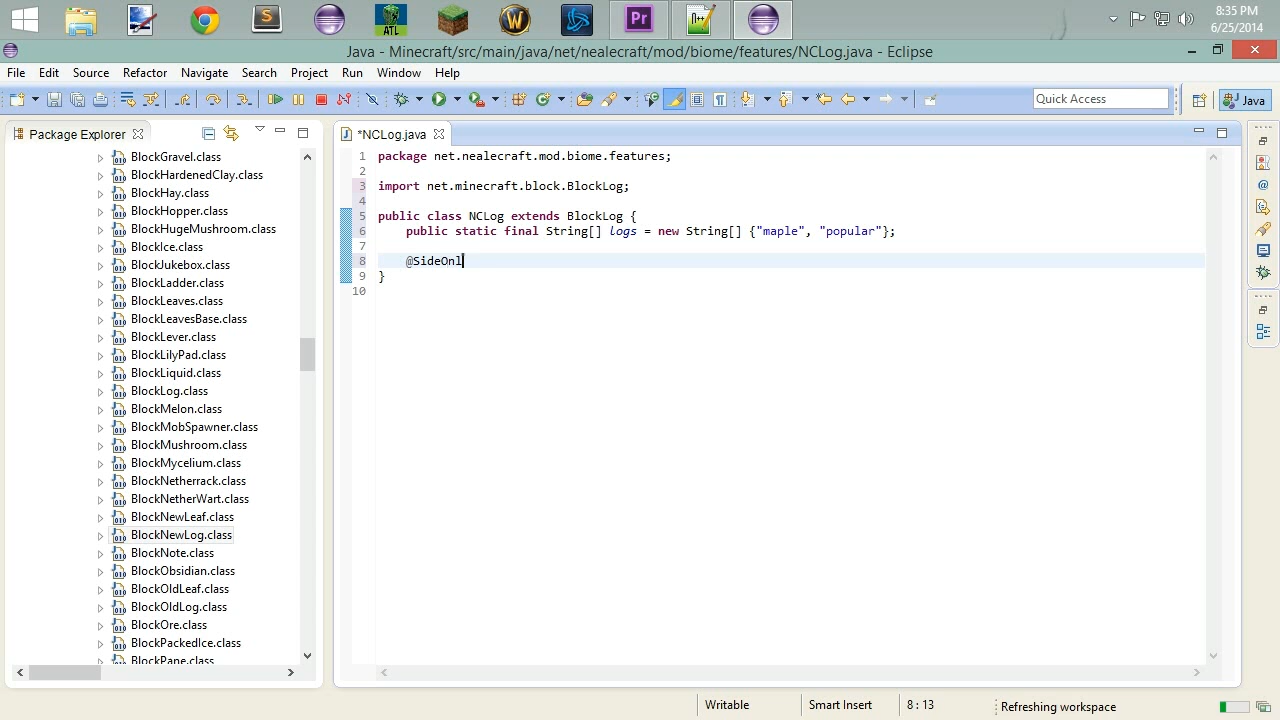 ATL
Pr
8:35 PM
6/25/2014
Java - Minecraft/src/main/java/net/nealecraft/mod/biome/features/NCLog.java - Eclipse
File Edit Source Refactor Navigate Search Project Run Window Help
Quick Access
Java
Package Explorer
BlockGravel.class
BlockHardenedClay.class
BlockHay.class
BlockHopper.class
BlockHugeMushroom.class
BlockIce.class
BlockJukebox.class
BlockLadder.class
BlockLeaves.class
BlockLeavesBase.class
BlockLever.class
BlockLilyPad.class
BlockLiquid.class
BlockLog.class
BlockMelon.class
BlockMobSpawner.class
BlockMushroom.class
BlockMycelium.class
BlockNetherrack.class
BlockNetherWart.class
BlockNewLeaf.class
BlockNewLog.class
BlockNote.class
BlockObsidian.class
BlockOldLeaf.class
BlockOldLog.class
BlockOre.class
BlockPackedIce.class
BlockPane.class
*NCLog.java
1 package net.nealecraft.mod.biome.features;
2
3 import net.minecraft.block.BlockLog;
4
5 public class NCLog extends BlockLog {
6 public static final String[] logs = new String[] {"maple", "popular"};
7
8 @SideOnl
9 }
10
Writable Smart Insert 8 : 13 Refreshing workspace